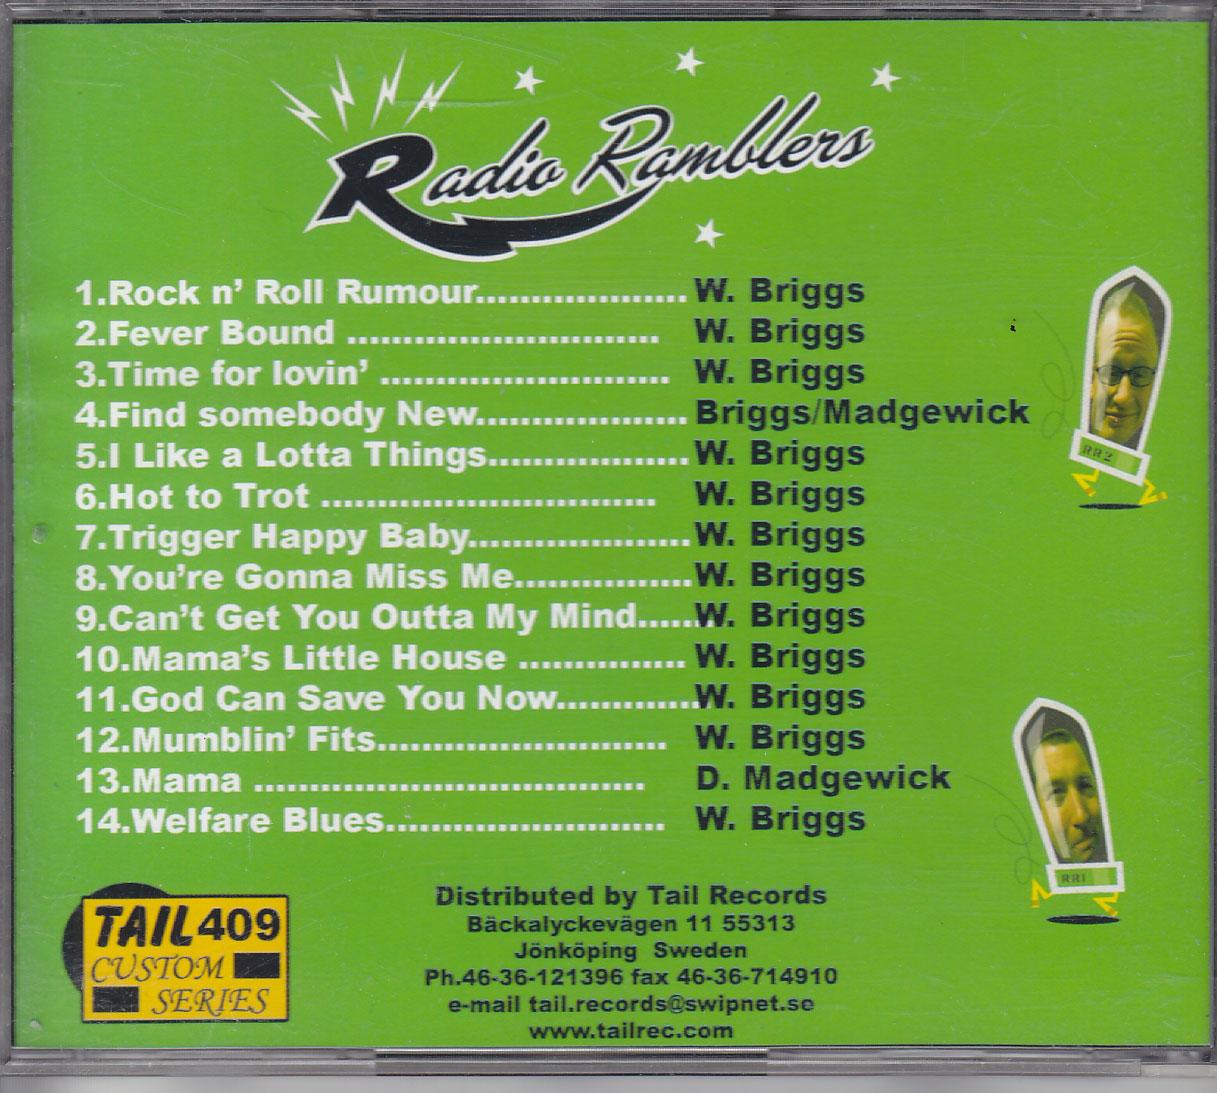 Radio Ramblers
1.Rock n' Roll Rumour................... W. Briggs
2.Fever Bound ............................ W. Briggs
3.Time for lovin' .......................... W. Briggs
4.Find somebody New................... Briggs/Madgewick
5.I Like a Lotta Things.................. W. Briggs
6.Hot to Trot .............................. W. Briggs
7.Trigger Happy Baby.................... W. Briggs
8.You're Gonna Miss Me................ W. Briggs
9.Can't Get You Outta My Mind...... W. Briggs
10.Mama's Little House ............... W. Briggs
11.God Can Save You Now............. W. Briggs
12.Mumblin' Fits.......................... W. Briggs
13.Mama ................................... D. Madgewick
14.Welfare Blues......................... W. Briggs
RR2
RR1
TAIL 409
CUSTOM
SERIES
Distributed by Tail Records
Bäckalyckevägen 11 55313
Jönköping Sweden
Ph.46-36-121396 fax 46-36-714910
e-mail tail.records@swipnet.se
www.tailrec.com